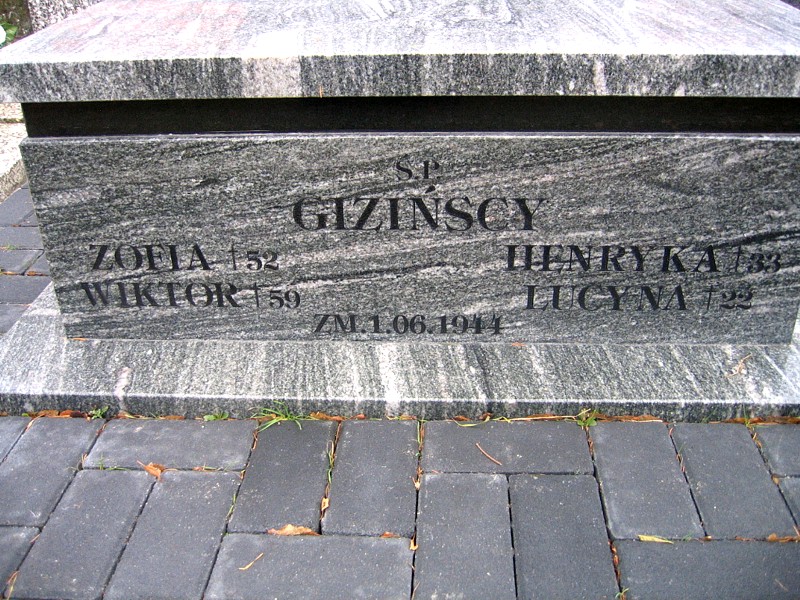 Ś.P.
GIZIŃSCY
ZOFIA †52 HENRYKA †33
WIKTOR †59 LUCYNA †22
ZM.1.06.1944